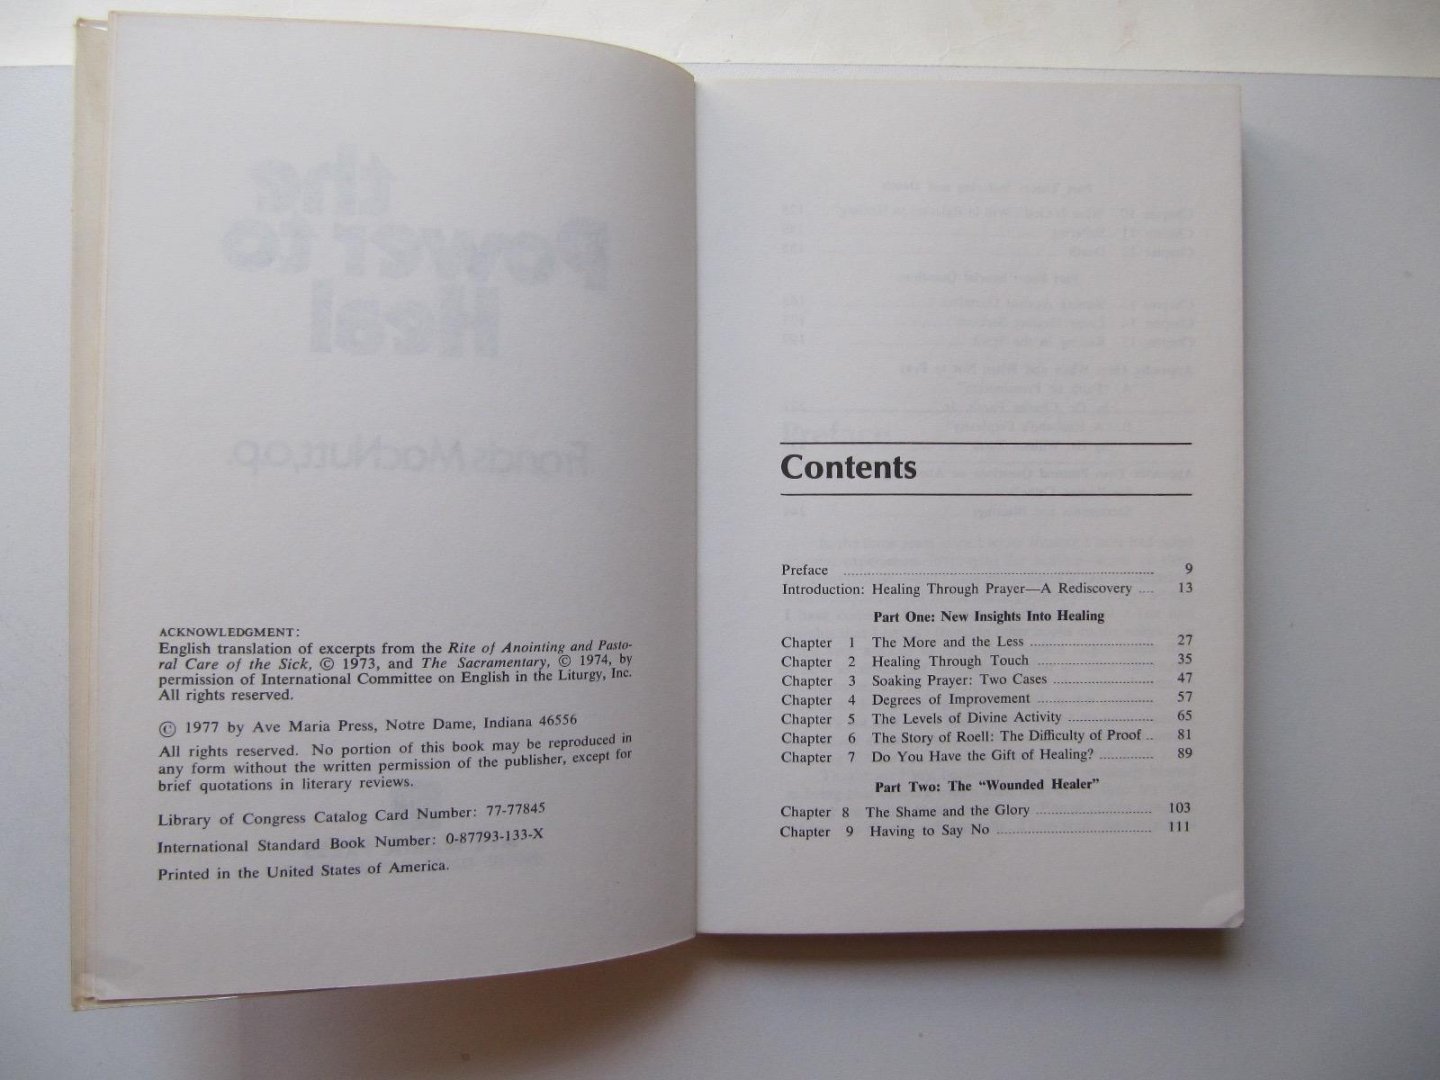 the
Power to
Heal
Francis MacNutt, o.p.
ACKNOWLEDGMENT:
English translation of excerpts from the Rite of Anointing and Pasto-
ral Care of the Sick, © 1973, and The Sacramentary, © 1974, by
permission of International Committee on English in the Liturgy, Inc.
All rights reserved.
© 1977 by Ave Maria Press, Notre Dame, Indiana 46556
All rights reserved. No portion of this book may be reproduced in
any form without the written permission of the publisher, except for
brief quotations in literary reviews.
Library of Congress Catalog Card Number: 77-77845
International Standard Book Number: 0-87793-133-X
Printed in the United States of America.
Contents
Preface ........ 9
Introduction: Healing Through Prayer—A Rediscovery .... 13
Part One: New Insights Into Healing
Chapter 1 The More and the Less ........ 27
Chapter 2 Healing Through Touch ........ 35
Chapter 3 Soaking Prayer: Two Cases ........ 47
Chapter 4 Degrees of Improvement ........ 57
Chapter 5 The Levels of Divine Activity ........ 65
Chapter 6 The Story of Roell: The Difficulty of Proof .. 81
Chapter 7 Do You Have the Gift of Healing? ........ 89
Part Two: The “Wounded Healer”
Chapter 8 The Shame and the Glory ........ 103
Chapter 9 Having to Say No ........ 111